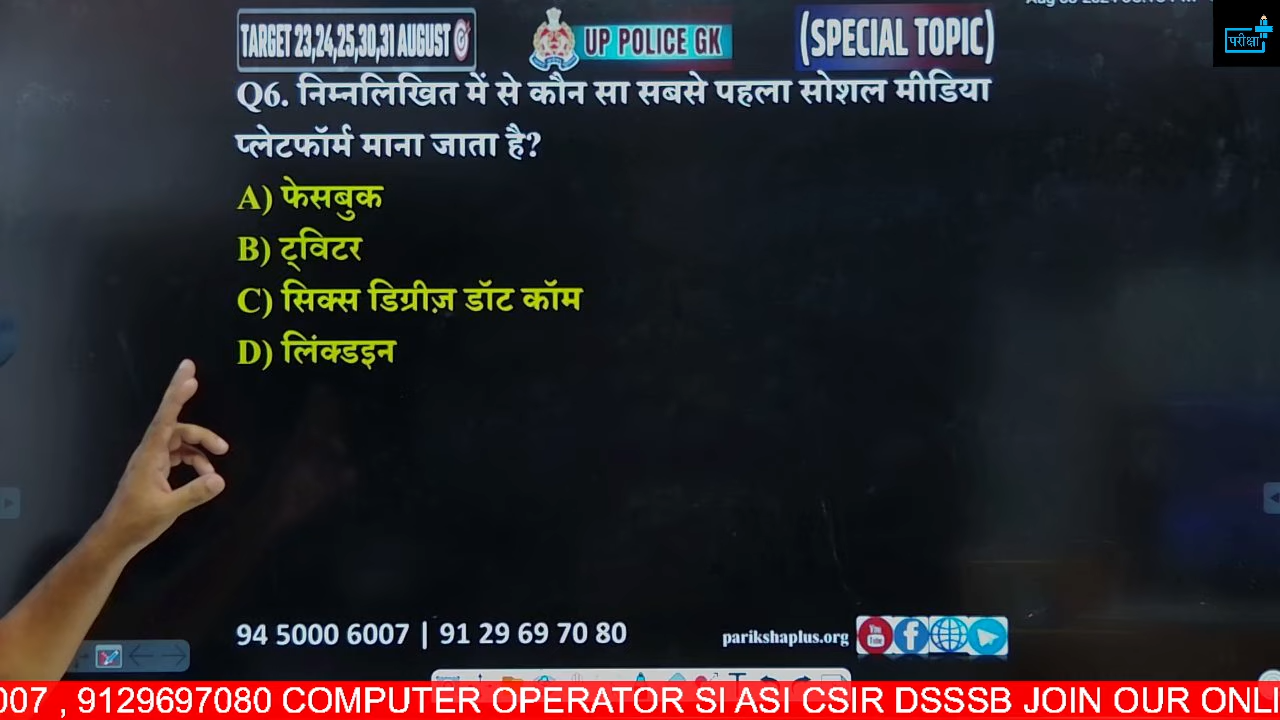 TARGET 23,24,25,30,31 AUGUST
UP POLICE GK
(SPECIAL TOPIC)
परीक्षा
Q6. निम्नलिखित में से कौन सा सबसे पहला सोशल मीडिया
प्लेटफॉर्म माना जाता है?
A) फेसबुक
B) ट्विटर
C) सिक्स डिग्रीज़ डॉट कॉम
D) लिंक्डइन
94 5000 6007 | 91 29 69 70 80
parikshaplus.org
You
007 , 9129697080 COMPUTER OPERATOR SI ASI CSIR DSSSB JOIN OUR ONLI